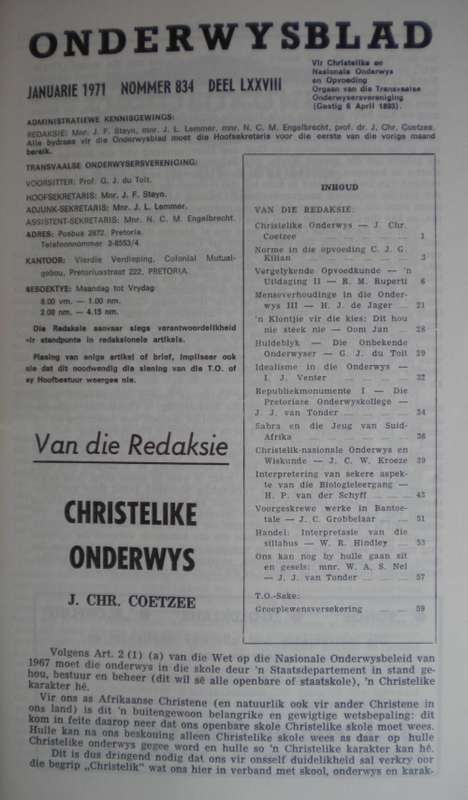 ONDERWYSBLAD
JANUARIE 1971 NOMMER 834 DEEL LXXVIII
Vir Christelike en
Nasionale Onderwys
en Opvoeding
Orgaan van die Transvaalse
Onderwysersvereniging
(Gestig 6 April 1893).
ADMINISTRATIEWE KENNISGEWINGS:
REDAKSIE: Mnr. J. F. Steyn, mnr. J. L. Lemmer, mnr. N. C. M. Engelbrecht, prof. dr. J, Chr. Coetzee.
Alle bydraes vir die Onderwysblad moet die Hoofsekretaris voor die eerste van die vorige maand
bereik.
TRANSVAALSE ONDERWYSERSVERENIGING:
VOORSITTER: Prof. G. J. du Toit.
HOOFSEKRETARIS: Mnr. J. F. Steyn.
ADJUNK-SEKRETARIS: Mnr. J. L. Lemmer.
ASSISTENT-SEKRETARIS: Mnr. N. C. M. Engelbrecht.
ADRES: Posbus 2872, Pretoria.
Telefoonnommer 2-8553/4
KANTOOR: Vierde Verdieping, Colonial Mutual-
gebou, Pretoriusstraat 222, PRETORIA.
BESOEKTYE: Maandag tot Vrydag
8.00 vm. — 1.00 nm.
2.00 nm. — 4.15 nm.
Die Redaksie aanvaar slegs verantwoordelikheid
vir standpunte in redaksionele artikels.
Plasing van enige artikel of brief, impliseer ook
nie dat dit noodwendig die siening van die T.O. of
sy Hoofbestuur weergee nie.
Van die Redaksie
CHRISTELIKE
ONDERWYS
J. CHR. COETZEE
INHOUD
VAN DIE REDAKSIE:
Christelike Onderwys — J. Chr.
Coetzee 1
Norme in die opvoeding C. J. G.
Kilian 3
Vergelykende Opvoedkunde — 'n
Uitdaging II — R. M. Ruperti 6
Menseverhoudinge in die Onder-
wys III — H. J. de Jager 21
'n Klontjie vir die kies: Dit hou
nie steek nie — Oom Jan 28
Huldeblyk — Die Onbekende
Onderwyser — G. J. du Toit 29
Idealisme in die Onderwys —
I. J. Venter 32
Republiekmonumente I — Die
Pretoriase Onderwyskollege —
J. J. van Tonder 34
Sabra en die Jeug van Suid-
Afrika 36
Christelik-nasionale Onderwys en
Wiskunde — J. C. W. Kroeze 39
Interpretering van sekere aspek-
te van die Biologieleergang —
H. P. van der Schyff 43
Voorgeskrewe werke in Bantoe-
tale — J. C. Grobbelaar 51
Handel: Interpretasie van die
sillabus — W. R. Hindley 53
Ons kan nog by hulle gaan sit
en gesels: mnr. W. A. S. Nel
— J. J. van Tonder 57
T.O.-Sake:
Groeplewensversekering 59
Volgens Art. 2 (1) (a) van die Wet op die Nasionale Onderwysbeleid van
1967 moet die onderwys in die skole deur 'n Staatsdepartement in stand ge-
hou, bestuur en beheer (dit wil sê alle openbare of staatskole), 'n Christelike
karakter hê.
Vir ons as Afrikaanse Christene (en natuurlik ook vir ander Christene in
ons land) is dit 'n buitengewoon belangrike en gewigtige wetsbepaling: dit
kom in feite daarop neer dat ons openbare skole Christelike skole moet wees.
Hulle kan na ons beskouing alleen Christelike skole wees as daar op hulle
Christelike onderwys gegee word en hulle so 'n Christelike karakter kan hê.
Dit is dus dringend nodig dat ons vir onsself duidelikheid sal verkry oor
die begrip „Christelik" wat ons hier in verband met skool, onderwys en karak-